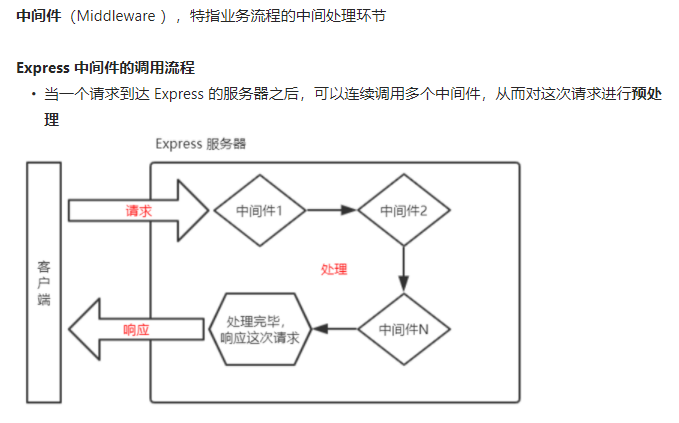 中间件（Middleware ），特指业务流程的中间处理环节
Express 中间件的调用流程
• 当一个请求到达 Express 的服务器之后，可以连续调用多个中间件，从而对这次请求进行预处
理
Express 服务器
请求
中间件1
中间件2
客
户
端
处理
响应
处理完毕，
响应这次请求
中间件N